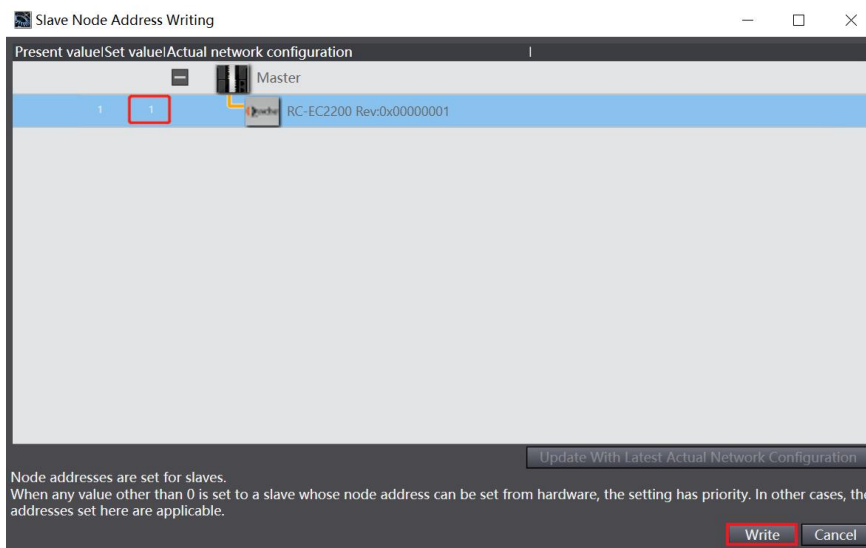 Slave Node Address Writing
Present value|Set value|Actual network configuration
Master
1 1 RC-EC2200 Rev:0x00000001
Update With Latest Actual Network Configuration
Node addresses are set for slaves.
When any value other than 0 is set to a slave whose node address can be set from hardware, the setting has priority. In other cases, the
addresses set here are applicable.
Write Cancel